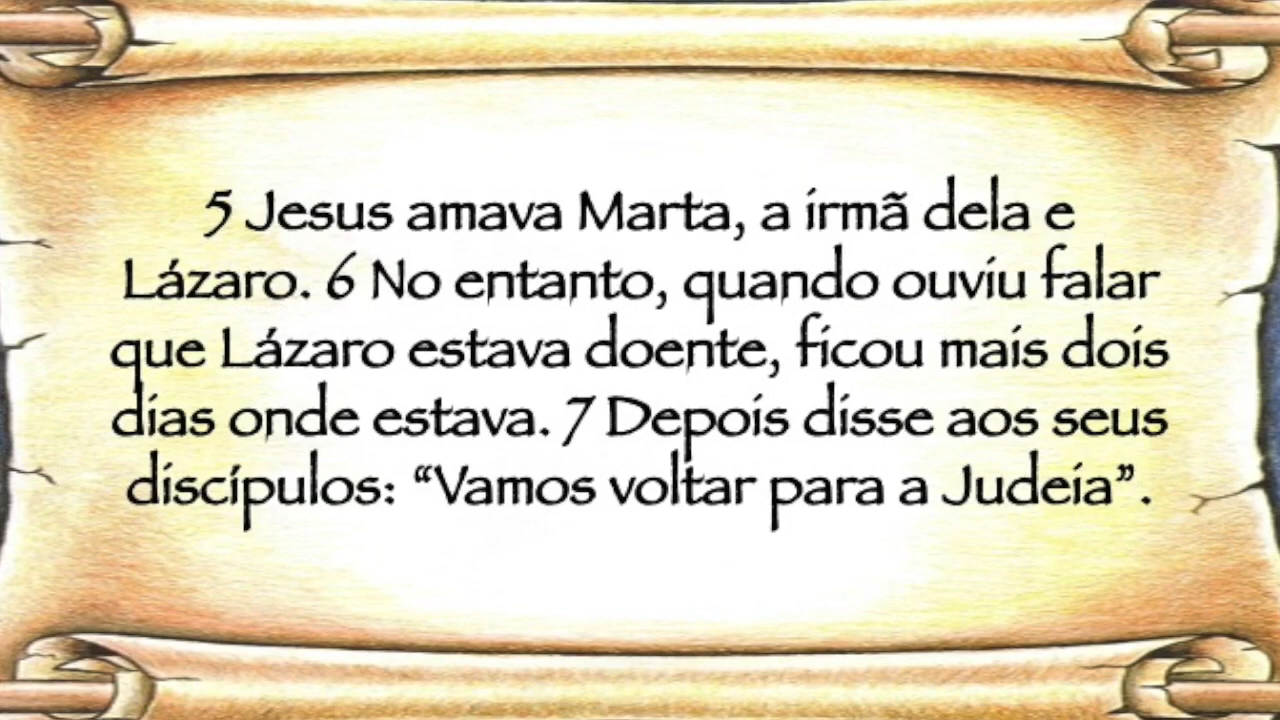 5 Jesus amava Marta, a irmã dela e
Lázaro. 6 No entanto, quando ouviu falar
que Lázaro estava doente, ficou mais dois
dias onde estava. 7 Depois disse aos seus
discípulos: “Vamos voltar para a Judeia”.